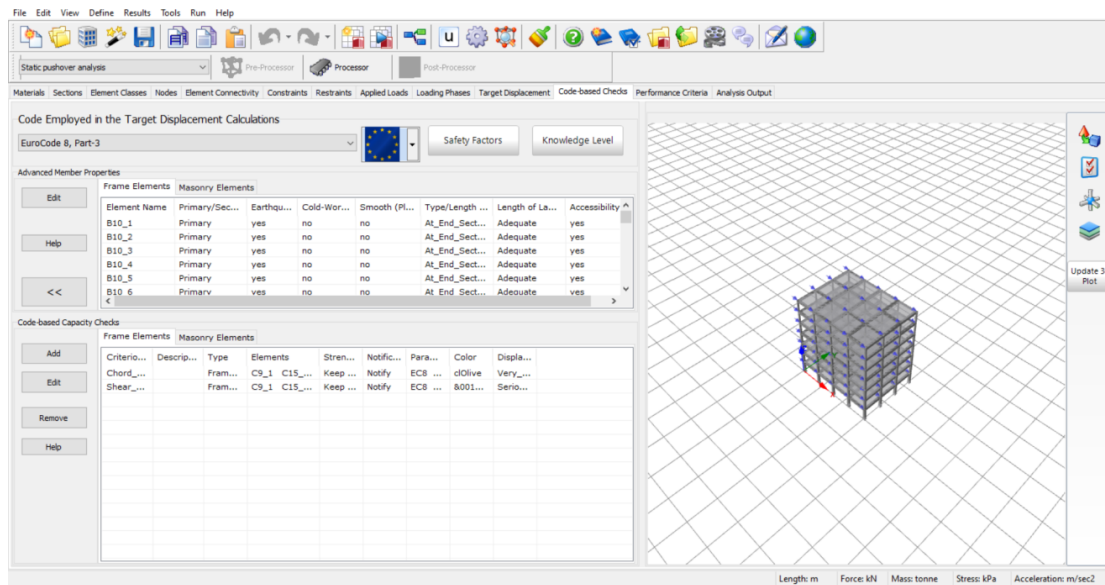 File Edit View Define Results Tools Run Help
u
Static pushover analysis Pre-Processor Processor Post-Processor
Materials Sections Element Classes Nodes Element Connectivity Constraints Restraints Applied Loads Loading Phases Target Displacement Code-based Checks Performance Criteria Analysis Output
Code Employed in the Target Displacement Calculations
EuroCode 8, Part-3 Safety Factors Knowledge Level
Advanced Member Properties
Edit
Help
<<
Frame Elements Masonry Elements
Element Name Primary/Sec... Earthqu... Cold-Wor... Smooth (Pl... Type/Length ... Length of La... Accessibility
B10_1 Primary yes no no At_End_Sect... Adequate yes
B10_2 Primary yes no no At_End_Sect... Adequate yes
B10_3 Primary yes no no At_End_Sect... Adequate yes
B10_4 Primary yes no no At_End_Sect... Adequate yes
B10_5 Primary yes no no At_End_Sect... Adequate yes
B10_6 Primary yes no no At_End_Sect... Adequate yes
Code-based Capacity Checks
Add
Edit
Remove
Help
Frame Elements Masonry Elements
Criterio... Descrip... Type Elements Stren... Notific... Para... Color Displa...
Chord_... Fram... C9_1 C15_... Keep ... Notify EC8 ... clOlive Very_...
Shear_... Fram... C9_1 C15_... Keep ... Notify EC8 ... &001... Serio...
x
Update 3
Plot
Length: m Force: kN Mass: tonne Stress: kPa Acceleration: m/sec2